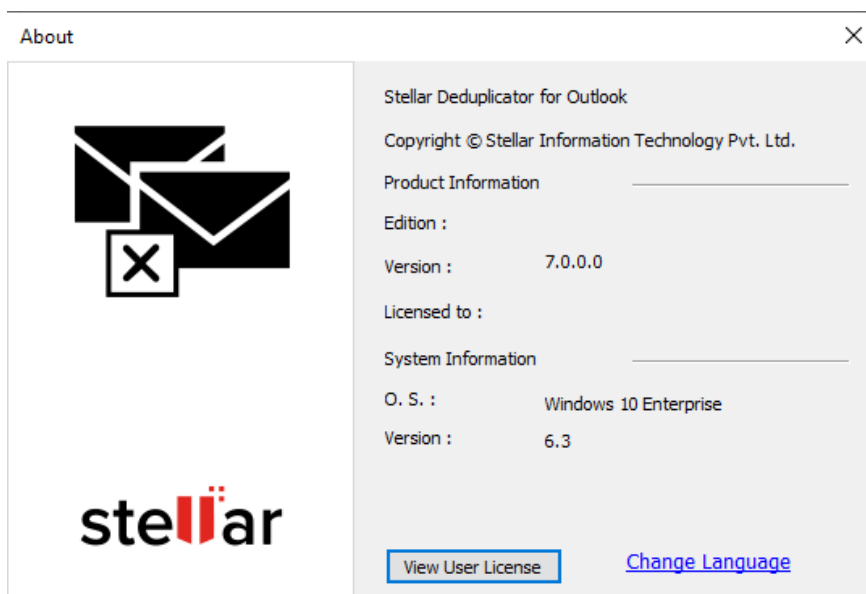 About
Stellar Deduplicator for Outlook
Copyright © Stellar Information Technology Pvt. Ltd.
Product Information
Edition :
Version : 7.0.0.0
Licensed to :
System Information
O. S. : Windows 10 Enterprise
Version : 6.3
stellar
View User License Change Language